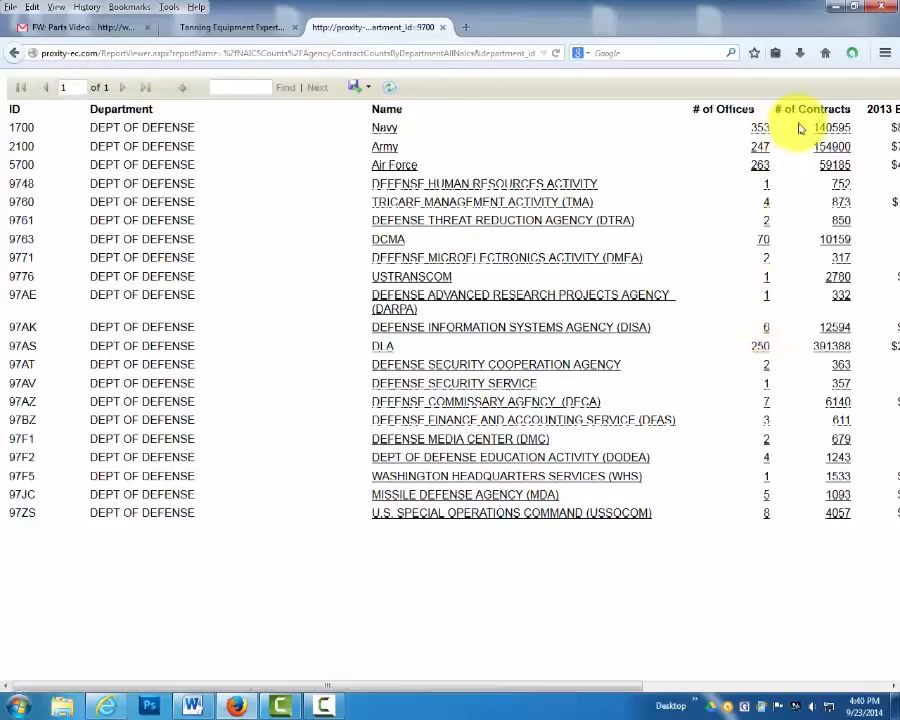 File Edit View History Bookmarks Tools Help
FW: Parts Video: http://w... × Tanning Equipment Expert... × http://proxity-...artment_id=9700 × +
proxity-ec.com/ReportViewer.aspx?reportName=%2fNAICSCounts%2fAgencyContractCountsByDepartmentAllNaics&department_id Google
1 of 1 Find | Next
ID Department Name # of Offices # of Contracts 2013 E
1700 DEPT OF DEFENSE Navy 353 140595 $8
2100 DEPT OF DEFENSE Army 247 154900 $7
5700 DEPT OF DEFENSE Air Force 263 59185 $4
9748 DEPT OF DEFENSE DEFENSE HUMAN RESOURCES ACTIVITY 1 752
9760 DEPT OF DEFENSE TRICARE MANAGEMENT ACTIVITY (TMA) 4 873 $1
9761 DEPT OF DEFENSE DEFENSE THREAT REDUCTION AGENCY (DTRA) 2 850
9763 DEPT OF DEFENSE DCMA 70 10159
9771 DEPT OF DEFENSE DEFENSE MICROELECTRONICS ACTIVITY (DMEA) 2 317
9776 DEPT OF DEFENSE USTRANSCOM 1 2780 $
97AE DEPT OF DEFENSE DEFENSE ADVANCED RESEARCH PROJECTS AGENCY 1 332
(DARPA)
97AK DEPT OF DEFENSE DEFENSE INFORMATION SYSTEMS AGENCY (DISA) 6 12594 $
97AS DEPT OF DEFENSE DLA 250 391388 $2
97AT DEPT OF DEFENSE DEFENSE SECURITY COOPERATION AGENCY 2 363
97AV DEPT OF DEFENSE DEFENSE SECURITY SERVICE 1 357
97AZ DEPT OF DEFENSE DEFENSE COMMISSARY AGENCY (DECA) 7 6140 $
97BZ DEPT OF DEFENSE DEFENSE FINANCE AND ACCOUNTING SERVICE (DFAS) 3 611
97F1 DEPT OF DEFENSE DEFENSE MEDIA CENTER (DMC) 2 679
97F2 DEPT OF DEFENSE DEPT OF DEFENSE EDUCATION ACTIVITY (DODEA) 4 1243
97F5 DEPT OF DEFENSE WASHINGTON HEADQUARTERS SERVICES (WHS) 1 1533 $
97JC DEPT OF DEFENSE MISSILE DEFENSE AGENCY (MDA) 5 1093 $
97ZS DEPT OF DEFENSE U.S. SPECIAL OPERATIONS COMMAND (USSOCOM) 8 4057 $
Ps Desktop » 4:40 PM
9/23/2014